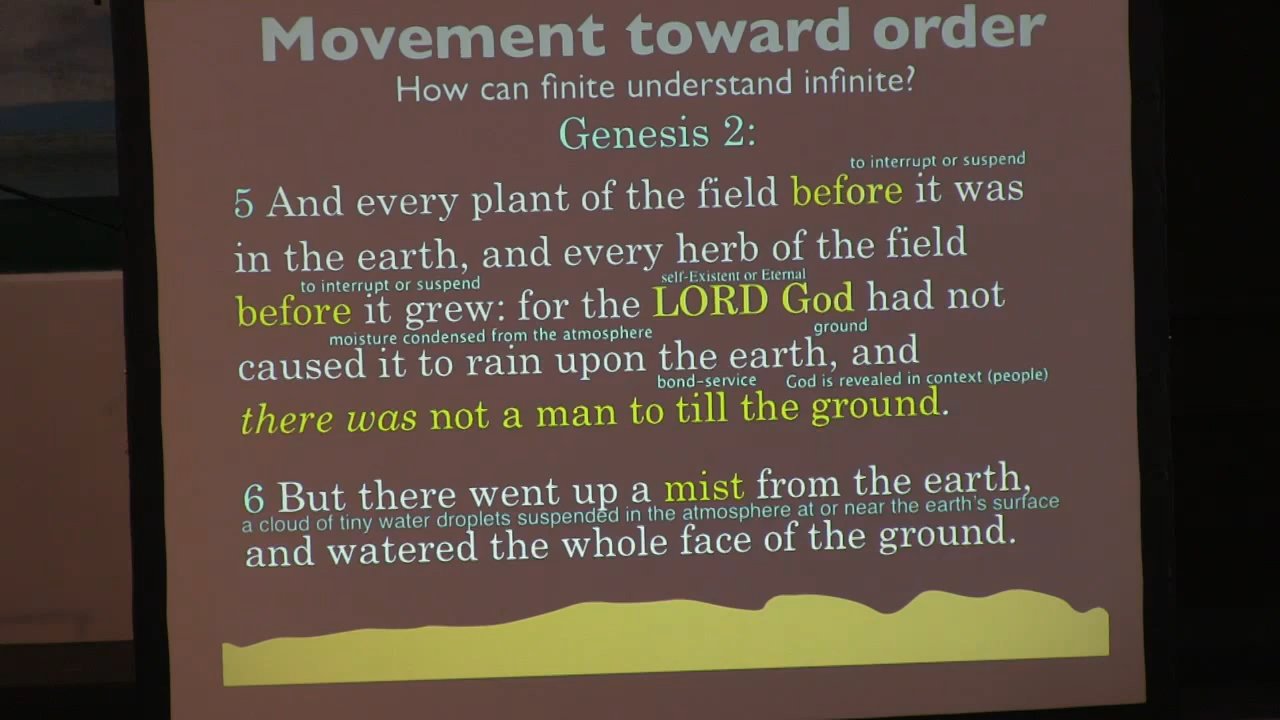 Movement toward order
How can finite understand infinite?
Genesis 2:
to interrupt or suspend
5 And every plant of the field before it was
in the earth, and every herb of the field
to interrupt or suspend self-Existent or Eternal
before it grew: for the LORD God had not
moisture condensed from the atmosphere ground
caused it to rain upon the earth, and
bond-service God is revealed in context (people)
there was not a man to till the ground.
6 But there went up a mist from the earth,
a cloud of tiny water droplets suspended in the atmosphere at or near the earth's surface
and watered the whole face of the ground.